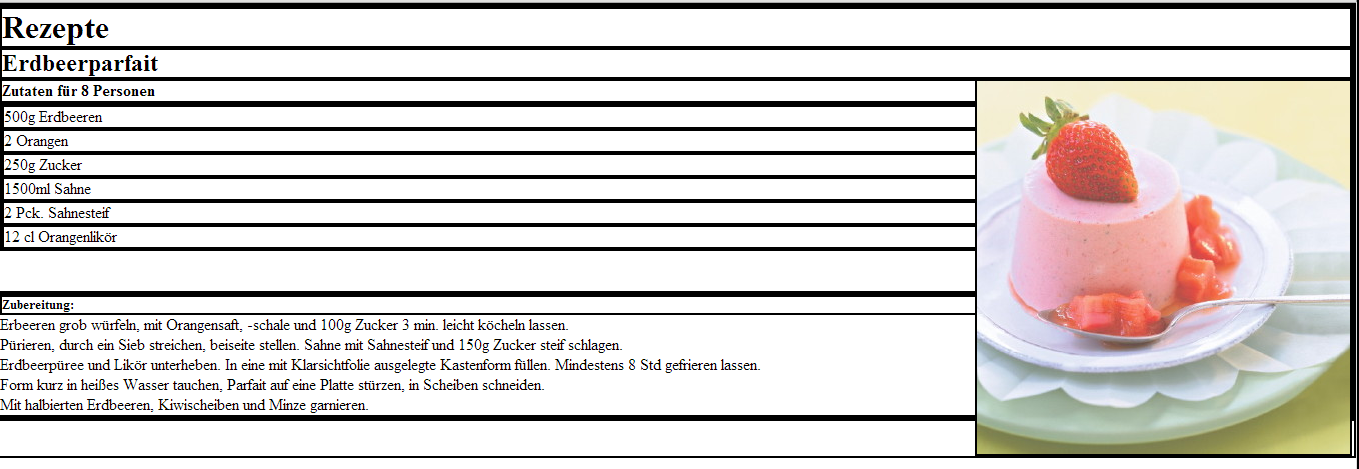 Rezepte
Erdbeerparfait
Zutaten für 8 Personen
500g Erdbeeren
2 Orangen
250g Zucker
1500ml Sahne
2 Pck. Sahnesteif
12 cl Orangenlikör
Zubereitung:
Erbeeren grob würfeln, mit Orangensaft, -schale und 100g Zucker 3 min. leicht köcheln lassen.
Pürieren, durch ein Sieb streichen, beiseite stellen. Sahne mit Sahnesteif und 150g Zucker steif schlagen.
Erdbeerpüree und Likör unterheben. In eine mit Klarsichtfolie ausgelegte Kastenform füllen. Mindestens 8 Std gefrieren lassen.
Form kurz in heißes Wasser tauchen, Parfait auf eine Platte stürzen, in Scheiben schneiden.
Mit halbierten Erdbeeren, Kiwischeiben und Minze garnieren.